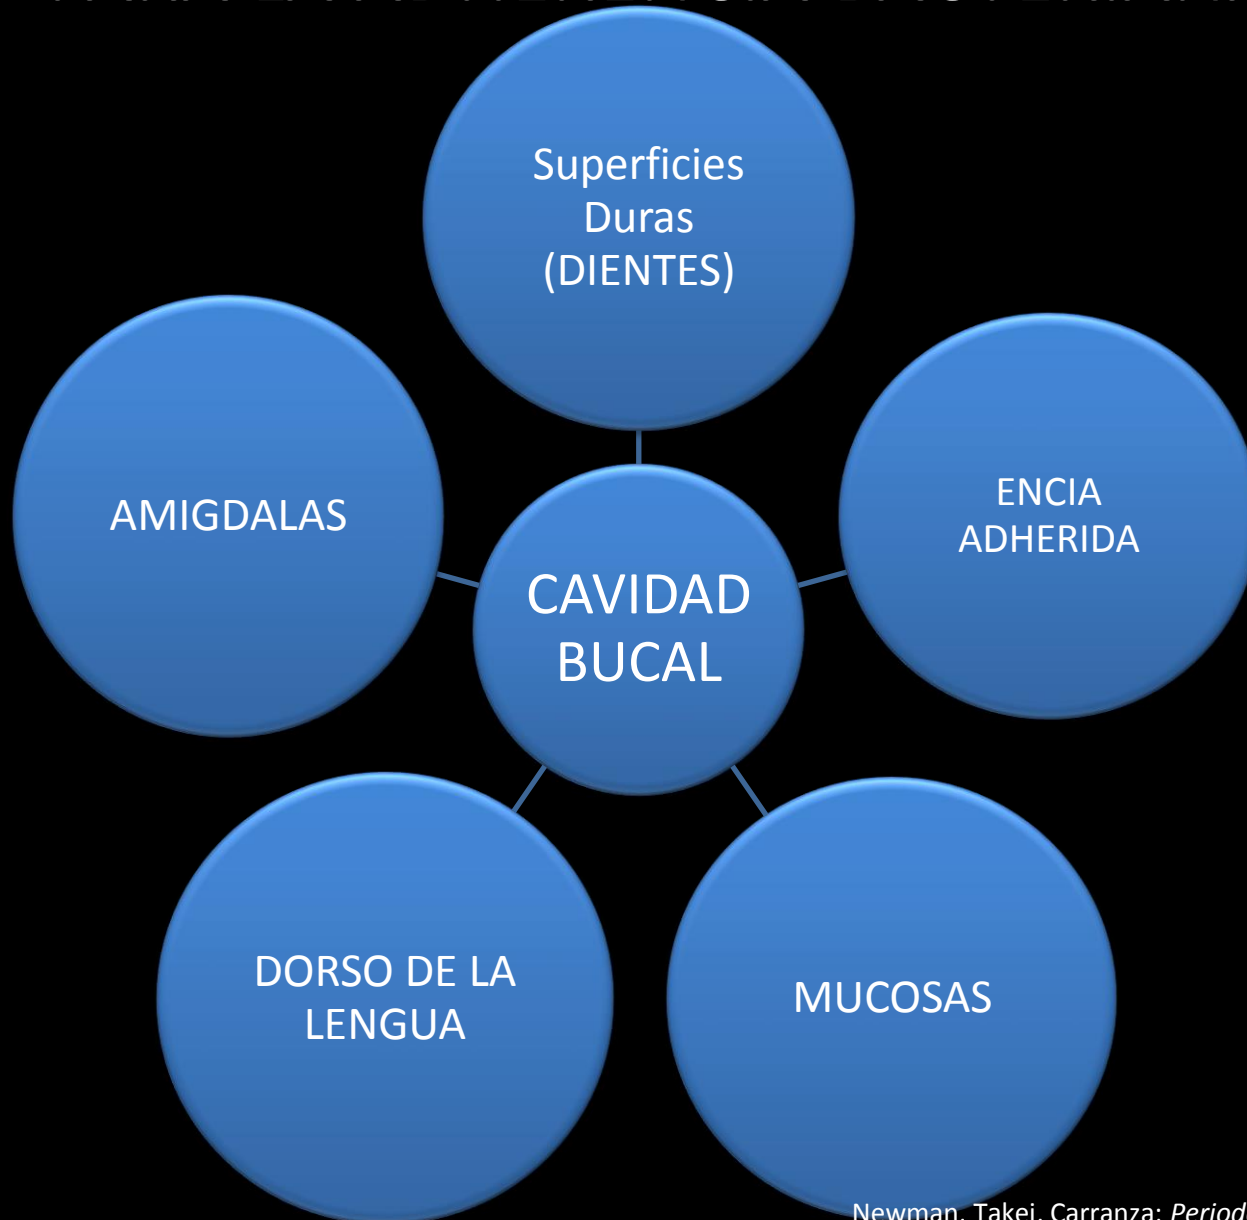 Superficies
Duras
(DIENTES)
AMIGDALAS
ENCIA
ADHERIDA
CAVIDAD
BUCAL
DORSO DE LA
LENGUA
MUCOSAS
Newman, Takei, Carranza: